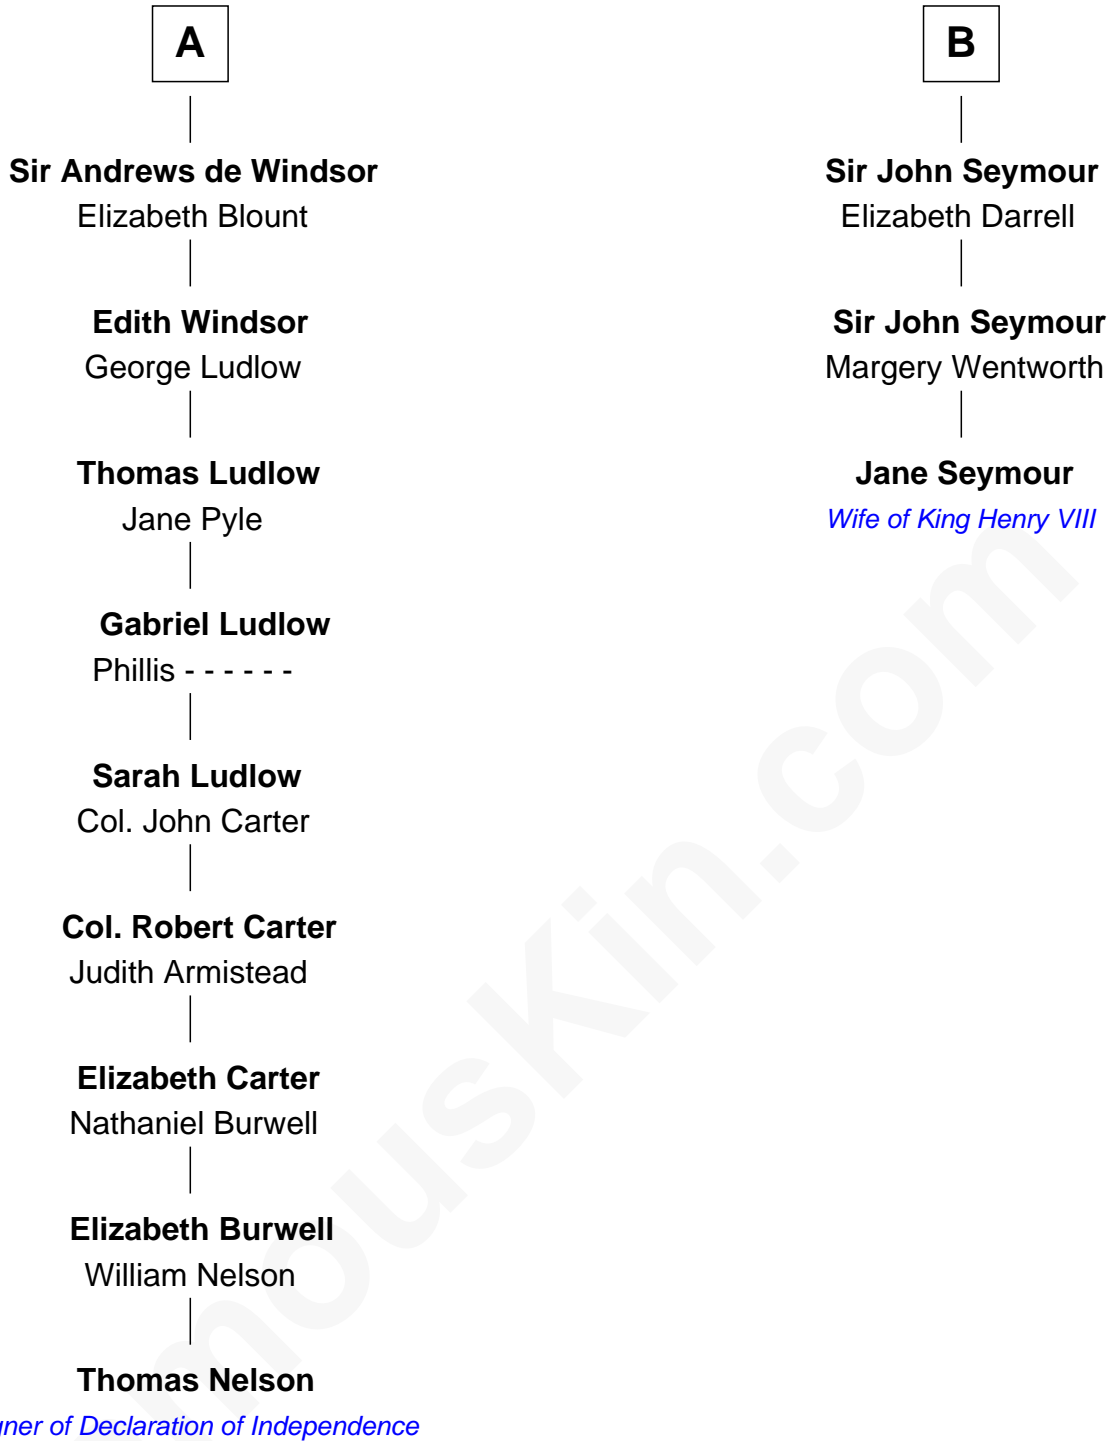 A
Sir Andrews de Windsor
Elizabeth Blount
Edith Windsor
George Ludlow
Thomas Ludlow
Jane Pyle
Gabriel Ludlow
Phillis - - - - - -
Sarah Ludlow
Col. John Carter
Col. Robert Carter
Judith Armistead
Elizabeth Carter
Nathaniel Burwell
Elizabeth Burwell
William Nelson
Thomas Nelson
gner of Declaration of Independence
B
Sir John Seymour
Elizabeth Darrell
Sir John Seymour
Margery Wentworth
Jane Seymour
Wife of King Henry VIII
mouskin.com